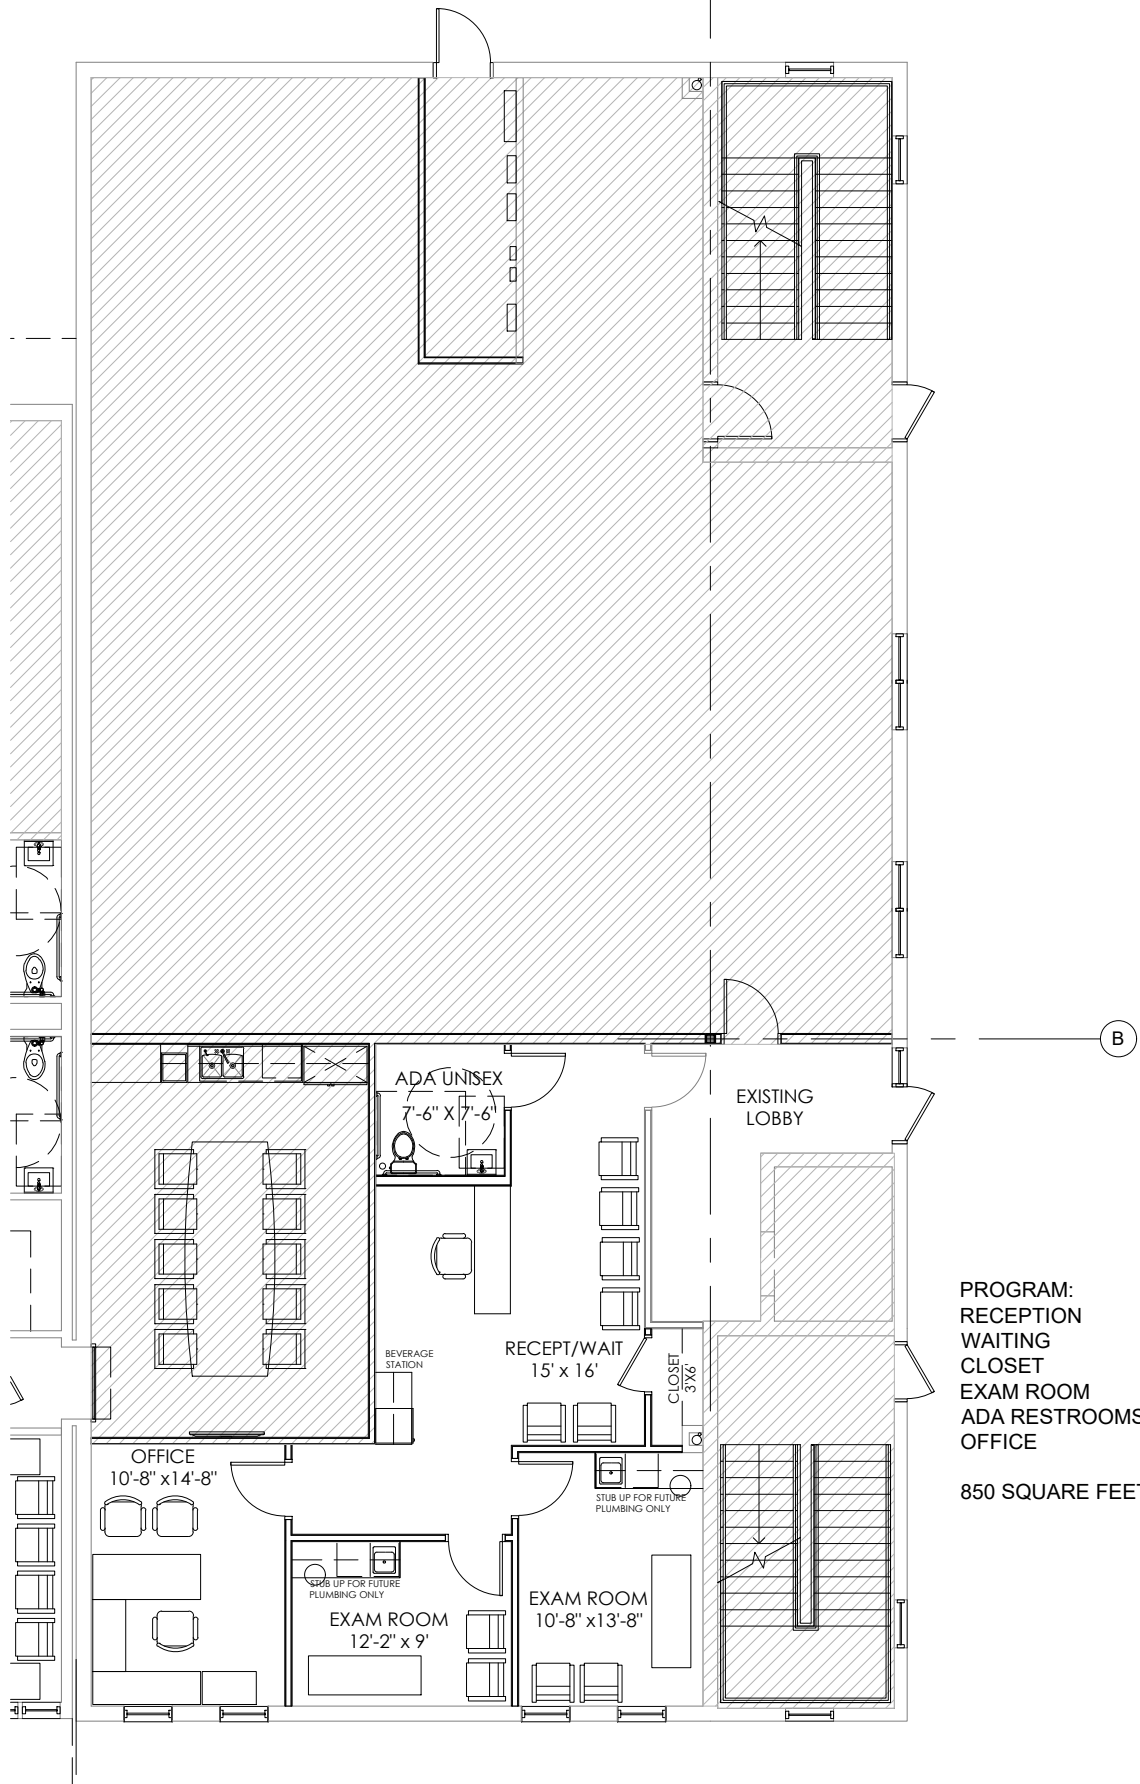 B
ADA UNISEX
7'-6" X 7'-6"
EXISTING
LOBBY
BEVERAGE
STATION
RECEPT/WAIT
15' x 16'
CLOSET
3'X6'
PROGRAM:
RECEPTION
WAITING
CLOSET
EXAM ROOM
ADA RESTROOMS
OFFICE
850 SQUARE FEET
OFFICE
10'-8" x14'-8"
STUB UP FOR FUTURE
PLUMBING ONLY
STUB UP FOR FUTURE
PLUMBING ONLY
EXAM ROOM
12'-2" x 9'
EXAM ROOM
10'-8" x13'-8"